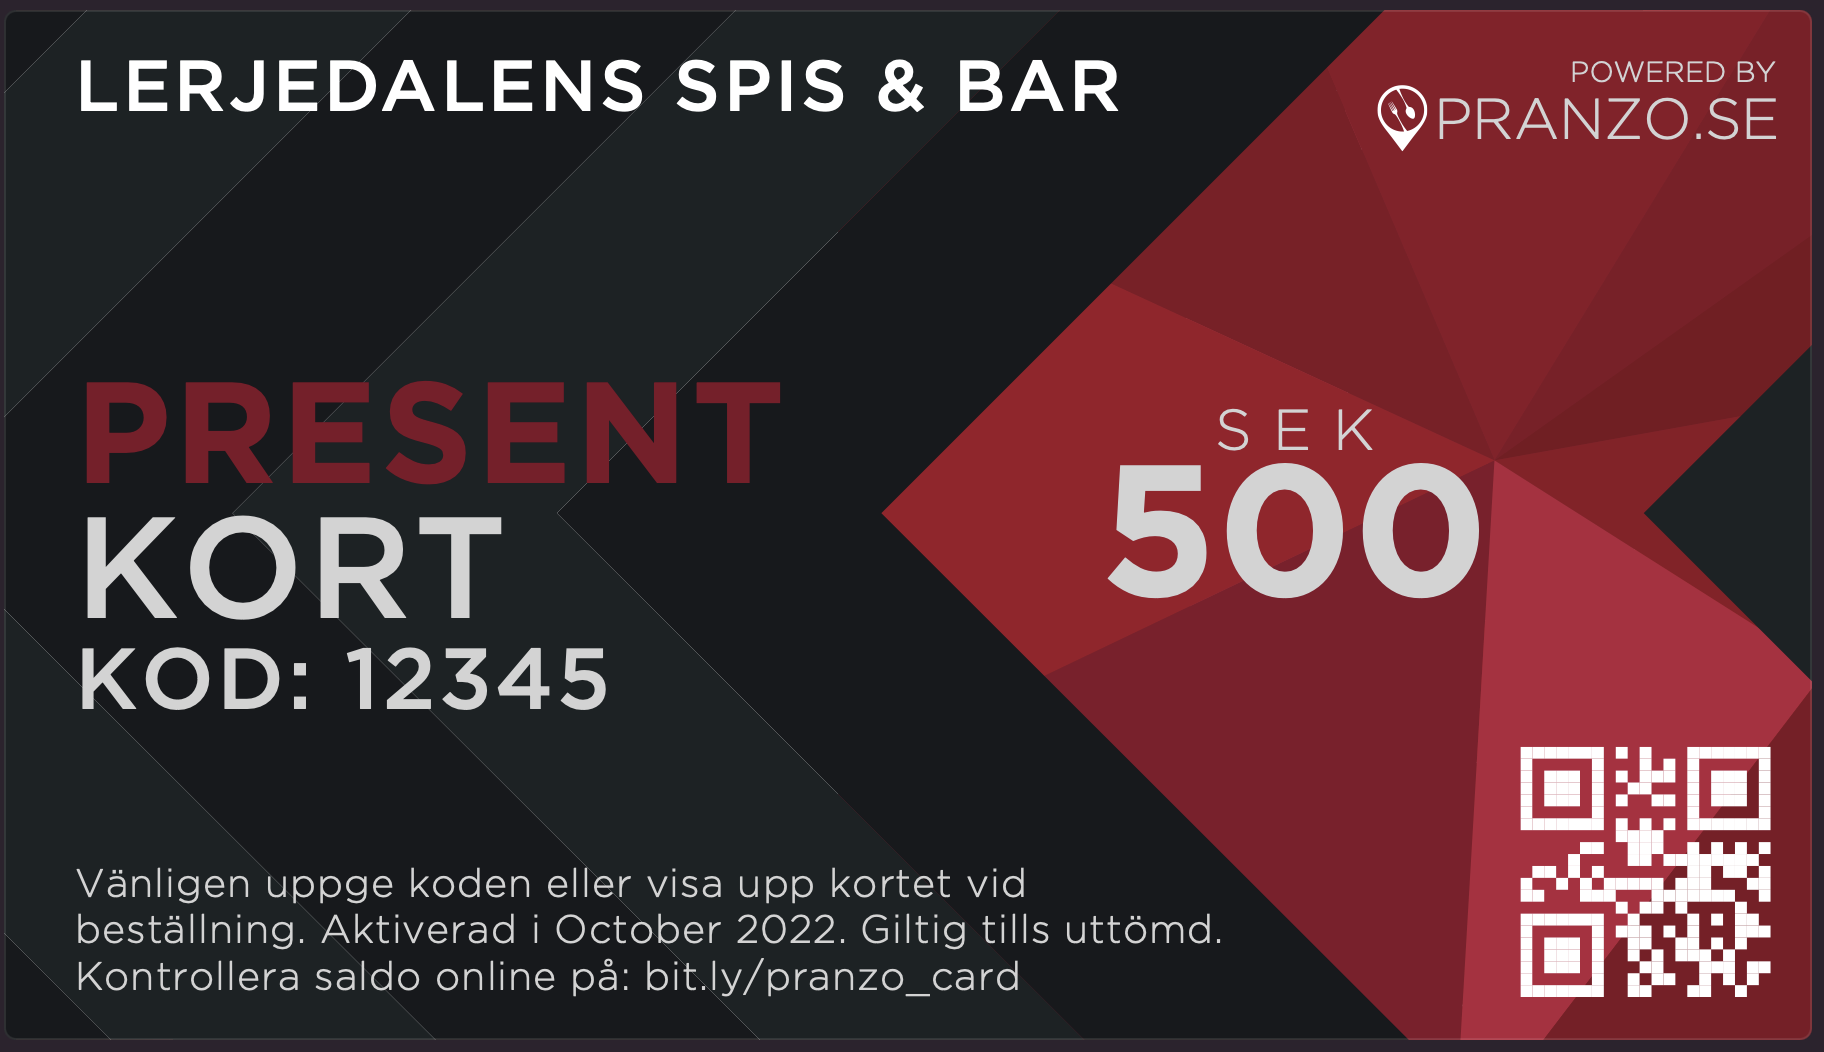 LERJEDALENS SPIS & BAR
POWERED BY
PRANZO.SE
PRESENT
KORT
KOD: 12345
SEK
500
Vänligen uppge koden eller visa upp kortet vid
beställning. Aktiverad i October 2022. Giltig tills uttömd.
Kontrollera saldo online på: bit.ly/pranzo_card